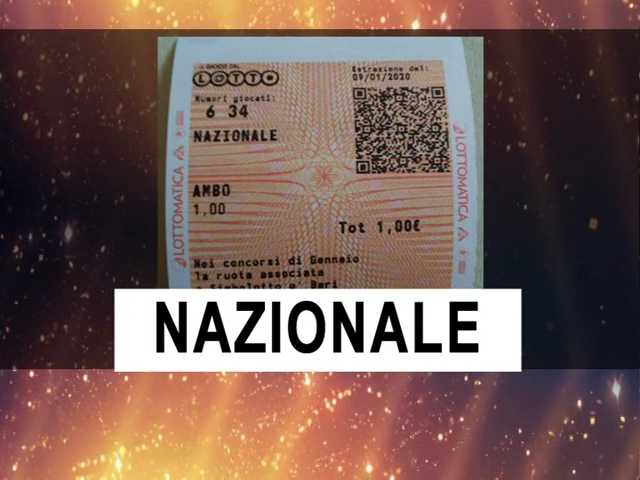 IL GIOCO DEL
LOTTO
Estrazione del:
09/01/2020
Numeri giocati:
6 34
NAZIONALE
LOTTOMATICA
LOTTOMATICA
AMBO
1,00
Tot 1,00€
Nei concorsi di Gennaio
la ruota associata
a Simbolotto e' Bari
NAZIONALE